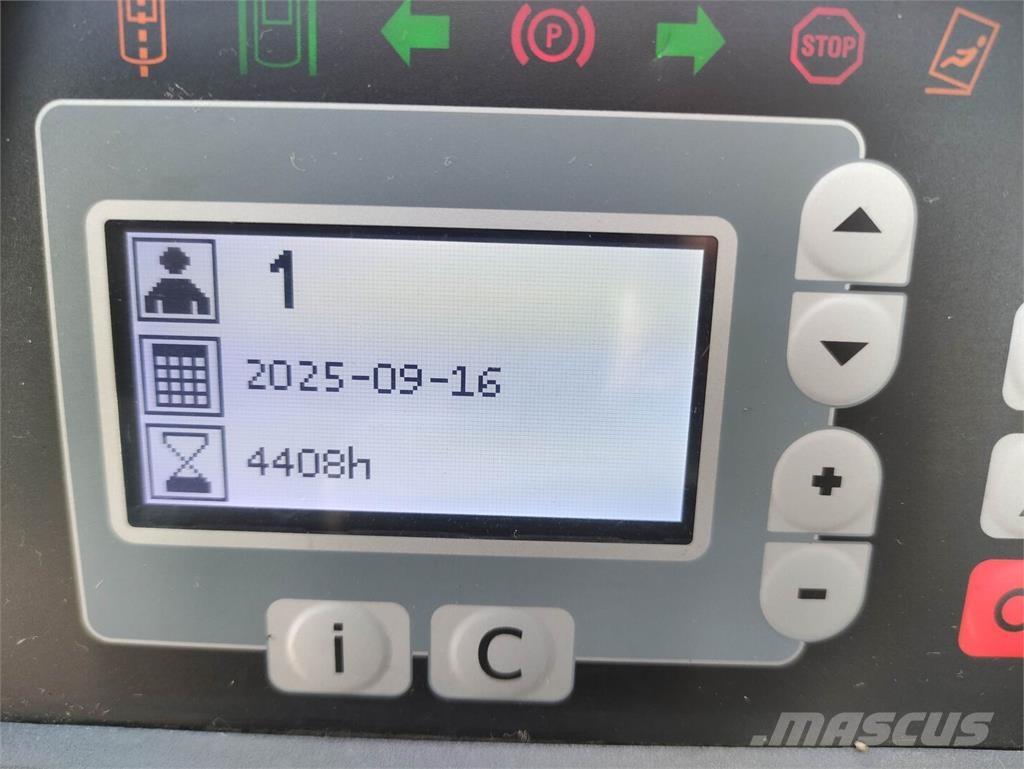 P
STOP
1
2025-09-16
4408h
+
-
i
C
MASCUS